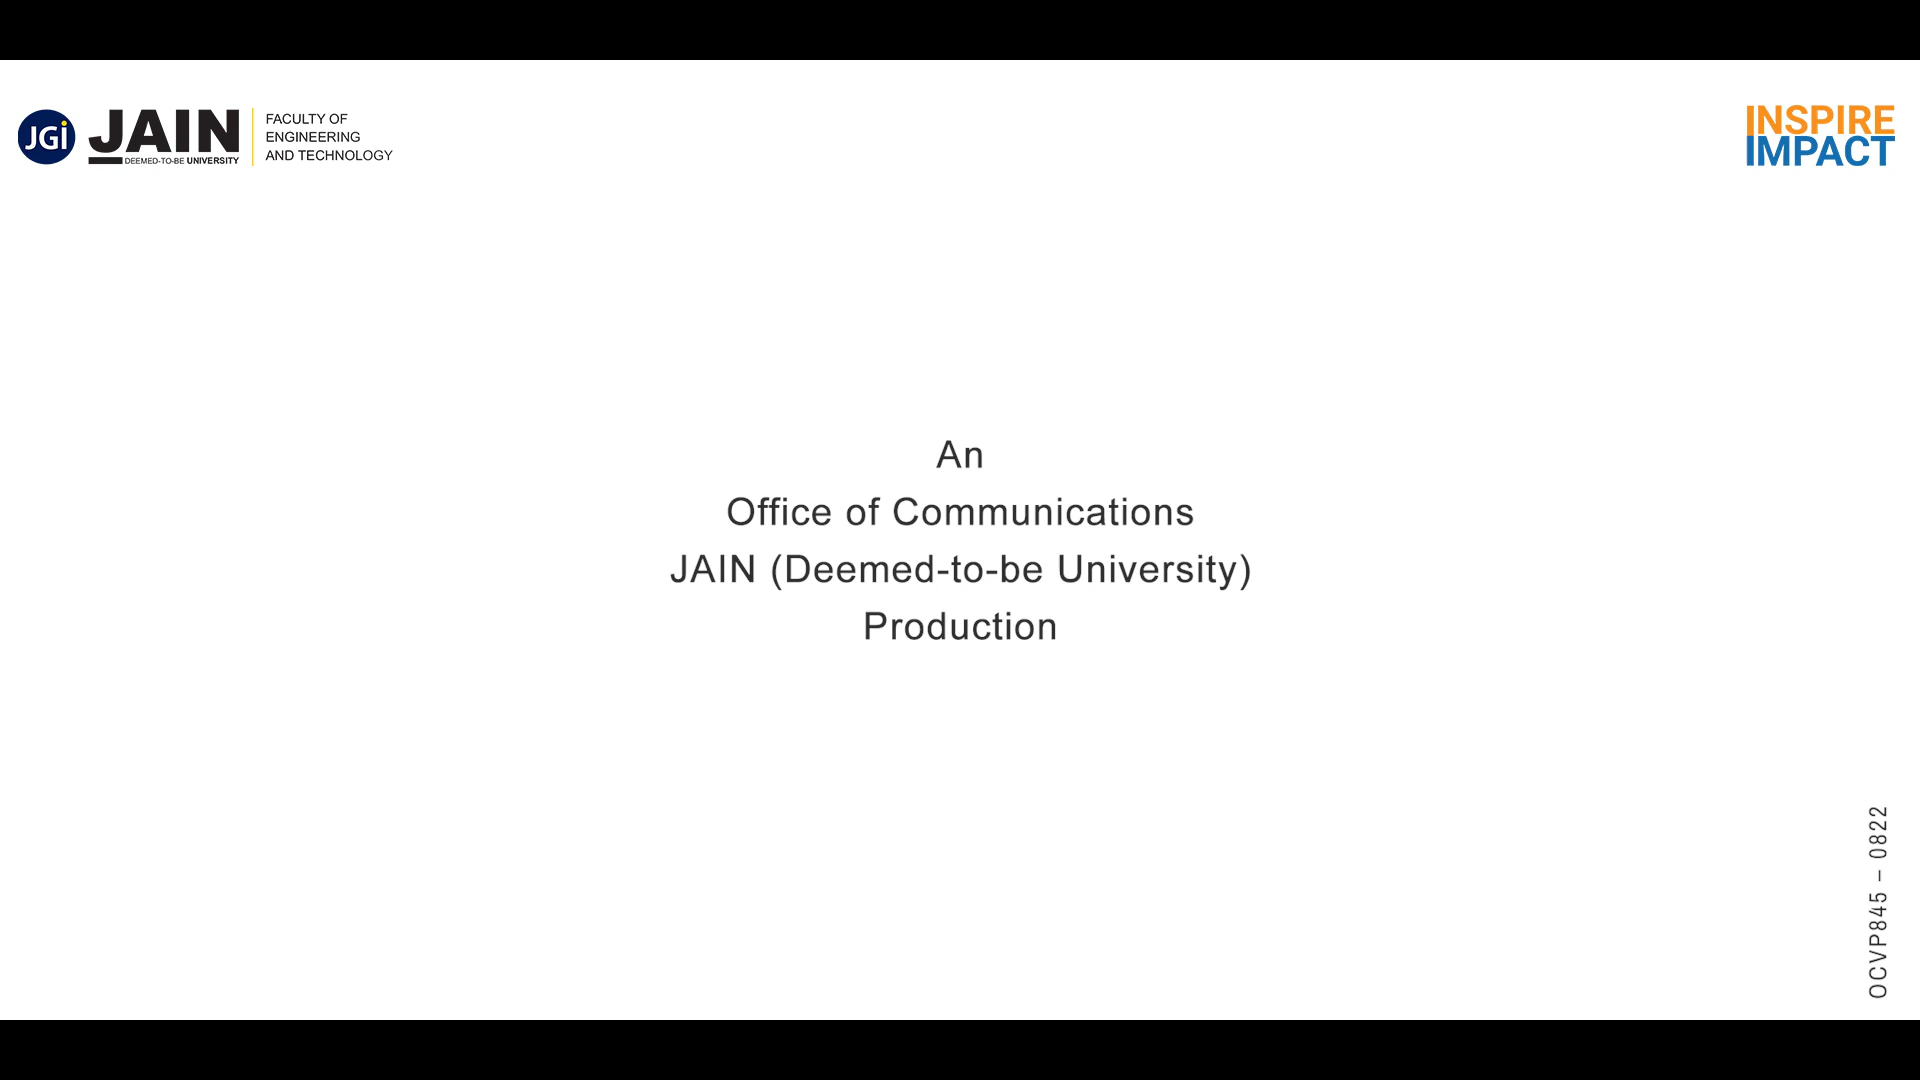 JGi
JAIN
DEEMED-TO-BE UNIVERSITY
FACULTY OF
ENGINEERING
AND TECHNOLOGY
INSPIRE
IMPACT
An
Office of Communications
JAIN (Deemed-to-be University)
Production
OCVP845 – 0822